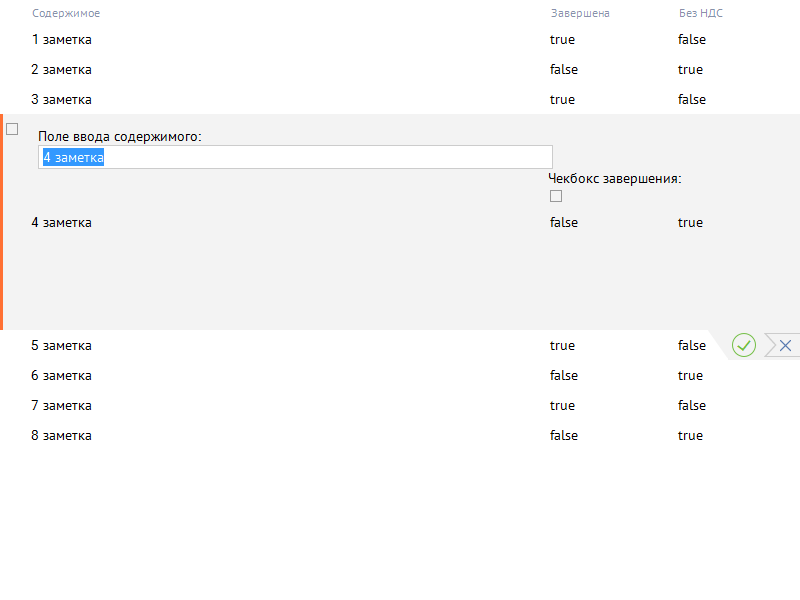 Содержимое Завершена Без НДС
1 заметка true false
2 заметка false true
3 заметка true false
Поле ввода содержимого:
4 заметка
Чекбокс завершения:
4 заметка false true
5 заметка true false
6 заметка false true
7 заметка true false
8 заметка false true